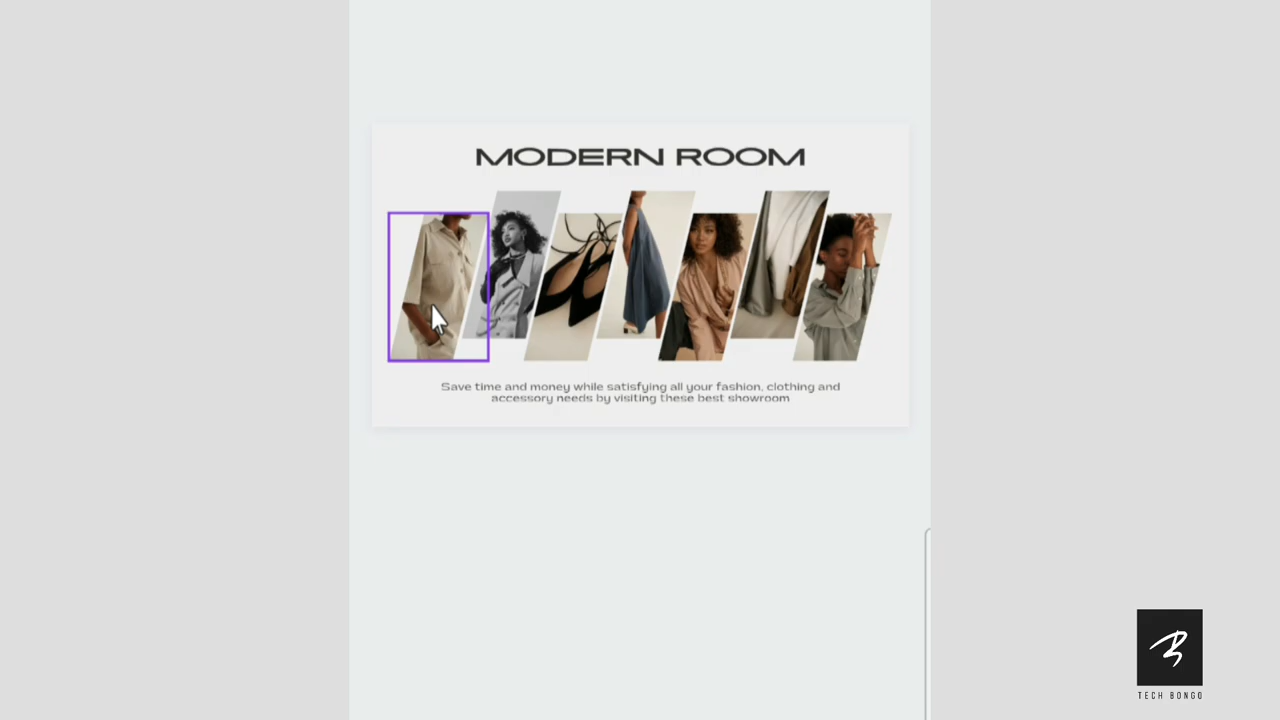 MODERN ROOM
Save time and money while satisfying all your fashion, clothing and
accessory needs by visiting these best showroom
TECH BONGO